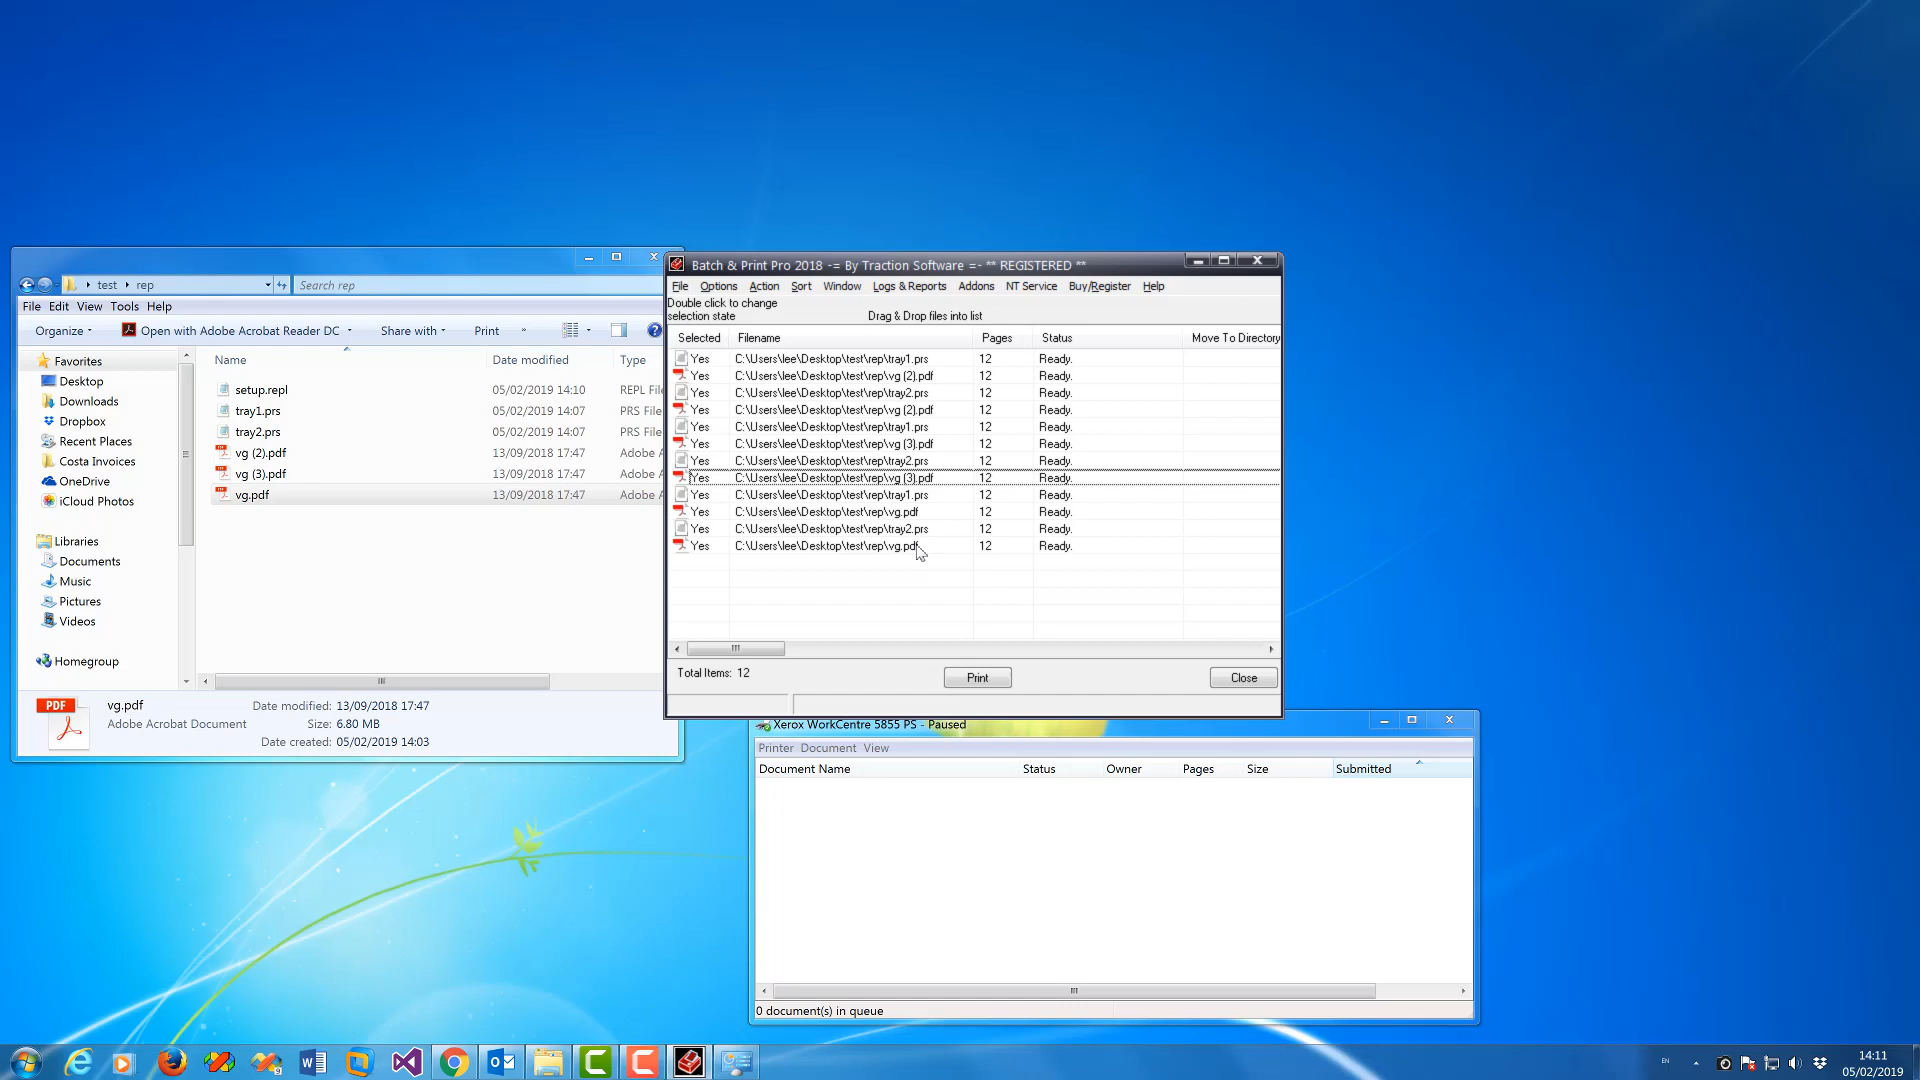 test ▸ rep
Search rep
File Edit View Tools Help
Organize Open with Adobe Acrobat Reader DC Share with Print »
Favorites
Desktop
Downloads
Dropbox
Recent Places
Costa Invoices
OneDrive
iCloud Photos
Libraries
Documents
Music
Pictures
Videos
Homegroup
Name Date modified Type
setup.repl 05/02/2019 14:10 REPL File
tray1.prs 05/02/2019 14:07 PRS File
tray2.prs 05/02/2019 14:07 PRS File
vg (2).pdf 13/09/2018 17:47 Adobe A
vg (3).pdf 13/09/2018 17:47 Adobe A
vg.pdf 13/09/2018 17:47 Adobe A
PDF
vg.pdf Date modified: 13/09/2018 17:47
Adobe Acrobat Document Size: 6.80 MB
Date created: 05/02/2019 14:03
Batch & Print Pro 2018 -= By Traction Software =- ** REGISTERED **
File Options Action Sort Window Logs & Reports Addons NT Service Buy/Register Help
Double click to change
selection state Drag & Drop files into list
Selected Filename Pages Status Move To Directory
Yes C:\Users\lee\Desktop\test\rep\tray1.prs 12 Ready.
Yes C:\Users\lee\Desktop\test\rep\vg (2).pdf 12 Ready.
Yes C:\Users\lee\Desktop\test\rep\tray2.prs 12 Ready.
Yes C:\Users\lee\Desktop\test\rep\vg (2).pdf 12 Ready.
Yes C:\Users\lee\Desktop\test\rep\tray1.prs 12 Ready.
Yes C:\Users\lee\Desktop\test\rep\vg (3).pdf 12 Ready.
Yes C:\Users\lee\Desktop\test\rep\tray2.prs 12 Ready.
Yes C:\Users\lee\Desktop\test\rep\vg (3).pdf 12 Ready.
Yes C:\Users\lee\Desktop\test\rep\tray1.prs 12 Ready.
Yes C:\Users\lee\Desktop\test\rep\vg.pdf 12 Ready.
Yes C:\Users\lee\Desktop\test\rep\tray2.prs 12 Ready.
Yes C:\Users\lee\Desktop\test\rep\vg.pdf 12 Ready.
Total Items: 12
Print
Close
Xerox WorkCentre 5855 PS - Paused
Printer Document View
Document Name Status Owner Pages Size Submitted
0 document(s) in queue
EN
14:11
05/02/2019